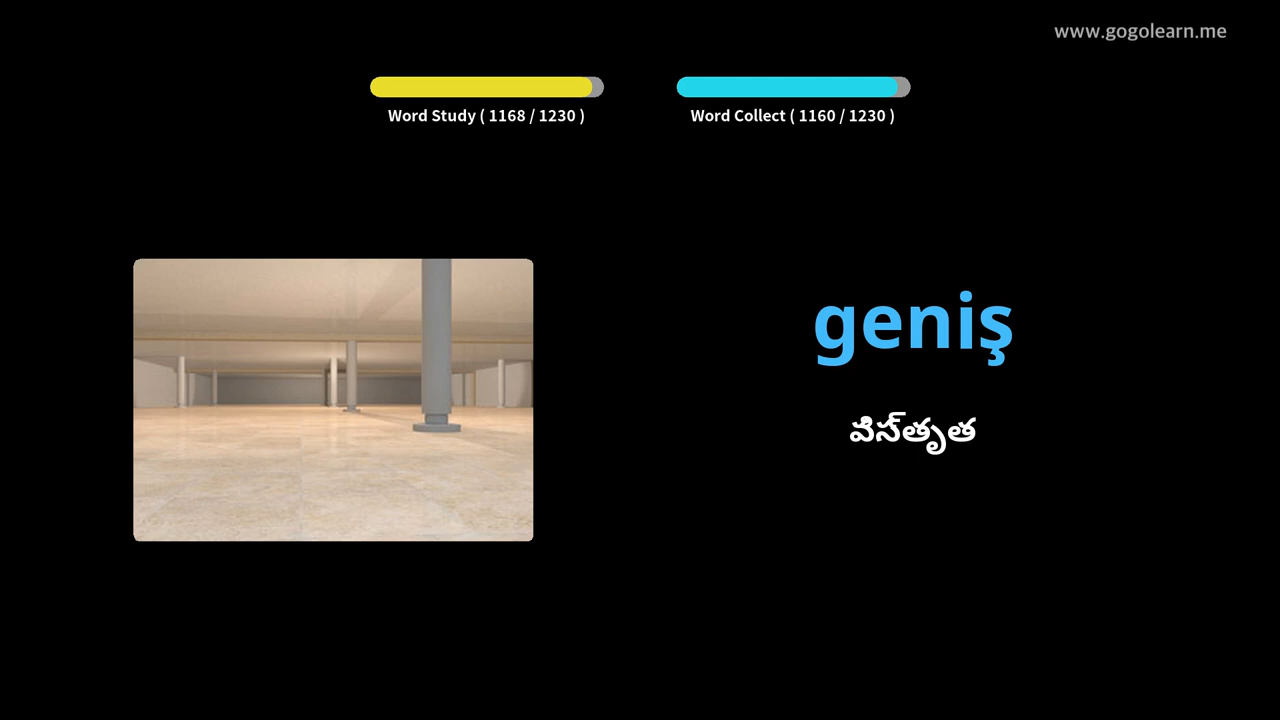 www.gogolearn.me
Word Study ( 1168 / 1230 )
Word Collect ( 1160 / 1230 )
geniş
విస్తృత